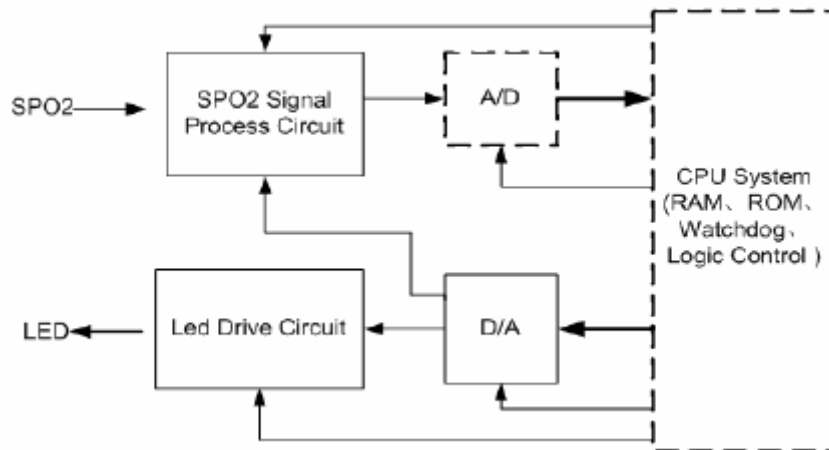 SPO2
SPO2 Signal
Process Circuit
A/D
CPU System
(RAM、ROM、
Watchdog、
Logic Control )
LED
Led Drive Circuit
D/A